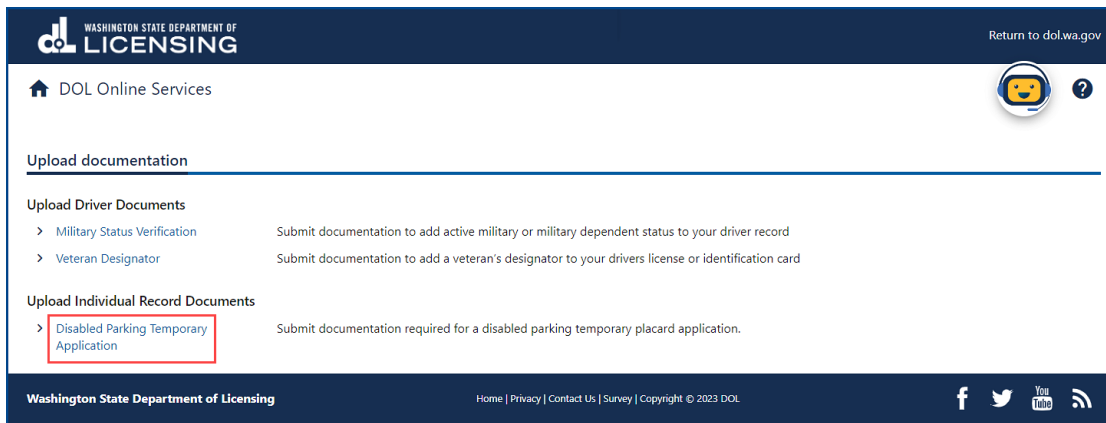 WASHINGTON STATE DEPARTMENT OF
LICENSING
Return to dol.wa.gov
DOL Online Services
?
Upload documentation
Upload Driver Documents
Military Status Verification Submit documentation to add active military or military dependent status to your driver record
Veteran Designator Submit documentation to add a veteran's designator to your drivers license or identification card
Upload Individual Record Documents
Disabled Parking Temporary Submit documentation required for a disabled parking temporary placard application.
Application
Washington State Department of Licensing Home | Privacy | Contact Us | Survey | Copyright © 2023 DOL f You
Tube